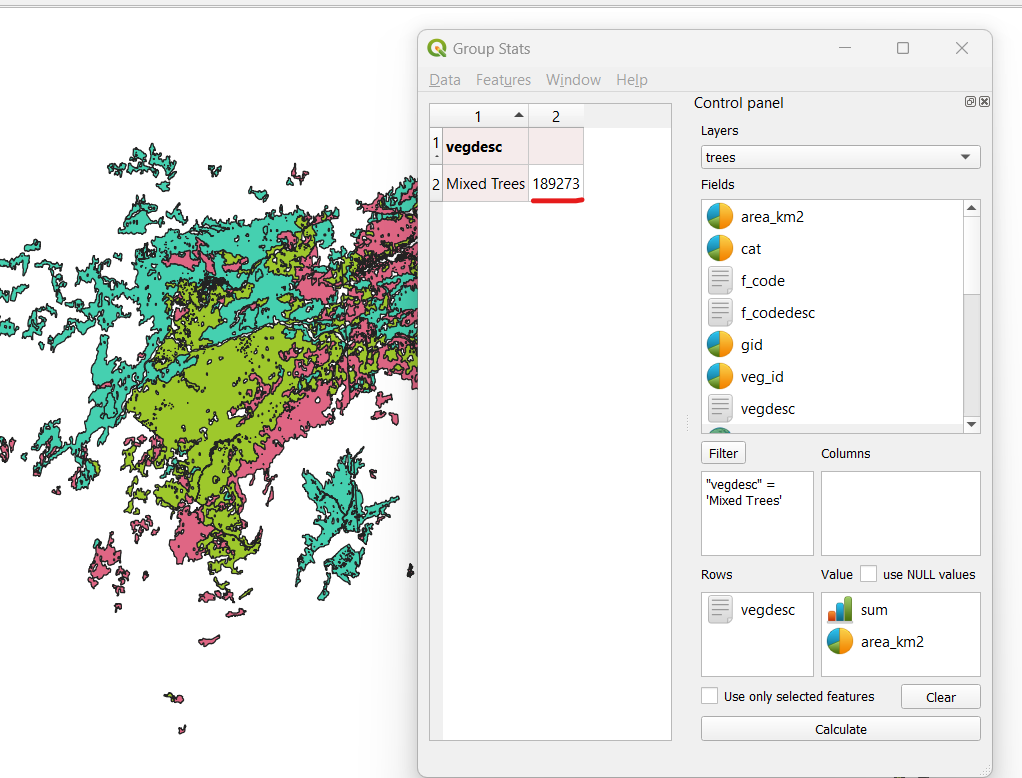 Group Stats
Data Features Window Help
1 2
1 vegdesc
2 Mixed Trees 189273
Control panel
Layers
trees
Fields
area_km2
cat
f_code
f_codedesc
gid
veg_id
vegdesc
Filter
Columns
"vegdesc" =
'Mixed Trees'
Rows
Value use NULL values
vegdesc
sum
area_km2
Use only selected features
Clear
Calculate